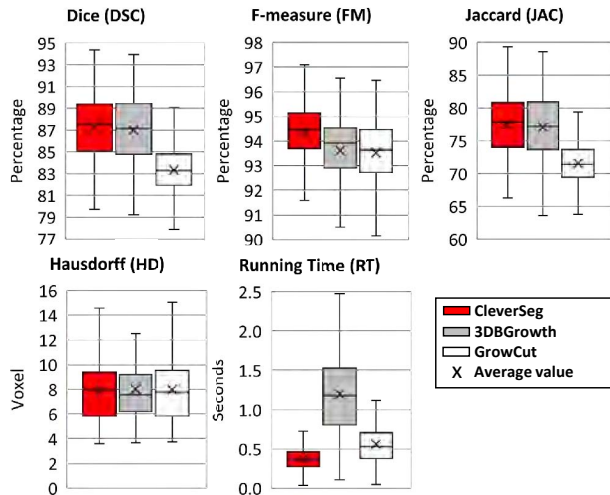 Dice (DSC)
F-measure (FM)
Jaccard (JAC)
Percentage
95
93
91
89
87
85
83
81
79
77
Percentage
98
97
96
95
94
93
92
91
90
Percentage
90
85
80
75
70
65
60
Hausdorff (HD)
Running Time (RT)
Voxel
16
14
12
10
8
6
4
2
0
Seconds
2.5
2.0
1.5
1.0
0.5
0.0
CleverSeg
3DBGrowth
GrowCut
X Average value